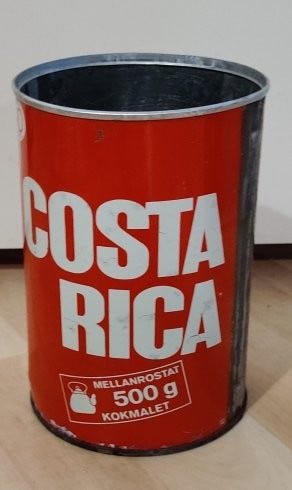 COSTA
RICA
MELLANROSTAT
500 g
KOKMALET